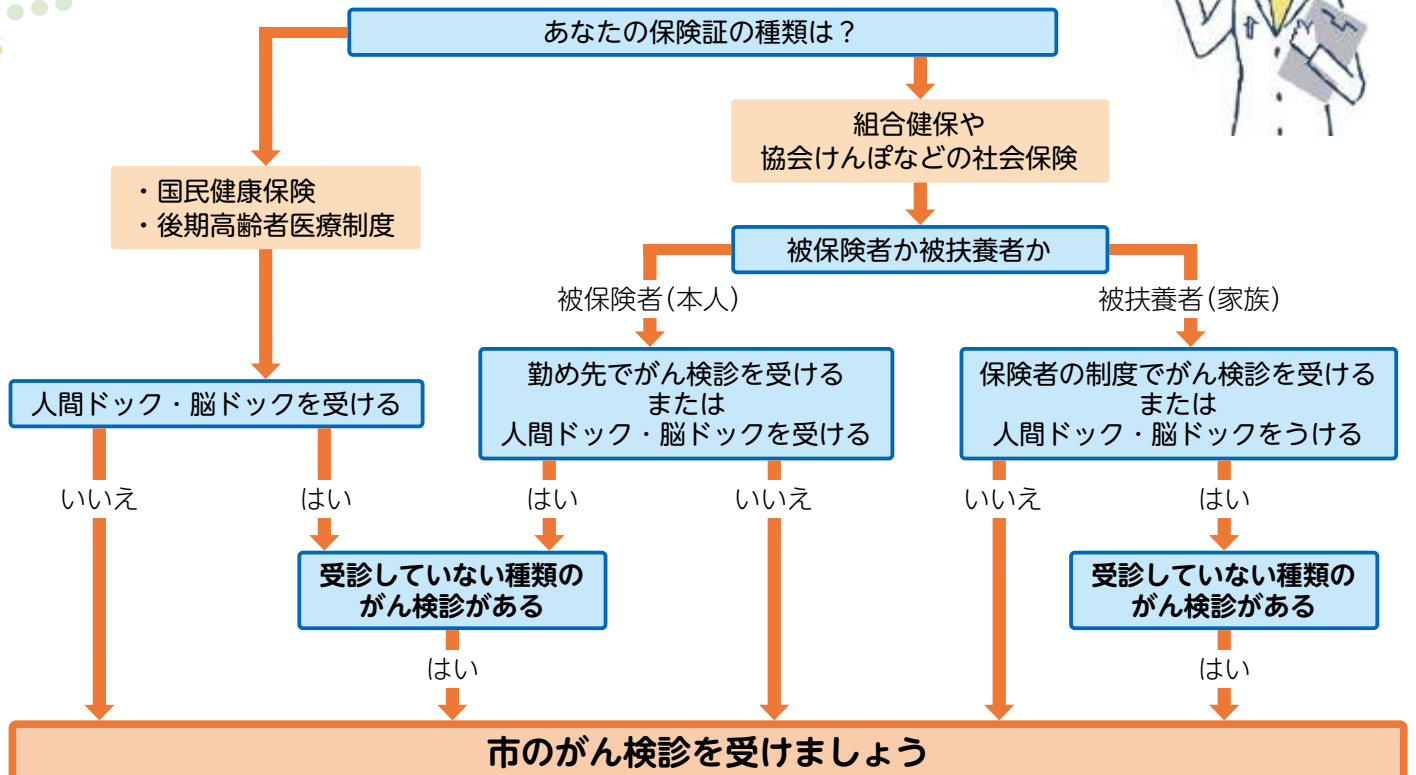 あなたの保険証の種類は？
組合健保や
協会けんぽなどの社会保険
・国民健康保険
・後期高齢者医療制度
被保険者か被扶養者か
被保険者(本人)
被扶養者(家族)
人間ドック・脳ドックを受ける
勤め先でがん検診を受ける
または
人間ドック・脳ドックを受ける
保険者の制度でがん検診を受ける
または
人間ドック・脳ドックをうける
いいえ
はい
はい
いいえ
いいえ
はい
受診していない種類の
がん検診がある
受診していない種類の
がん検診がある
はい
はい
市のがん検診を受けましょう